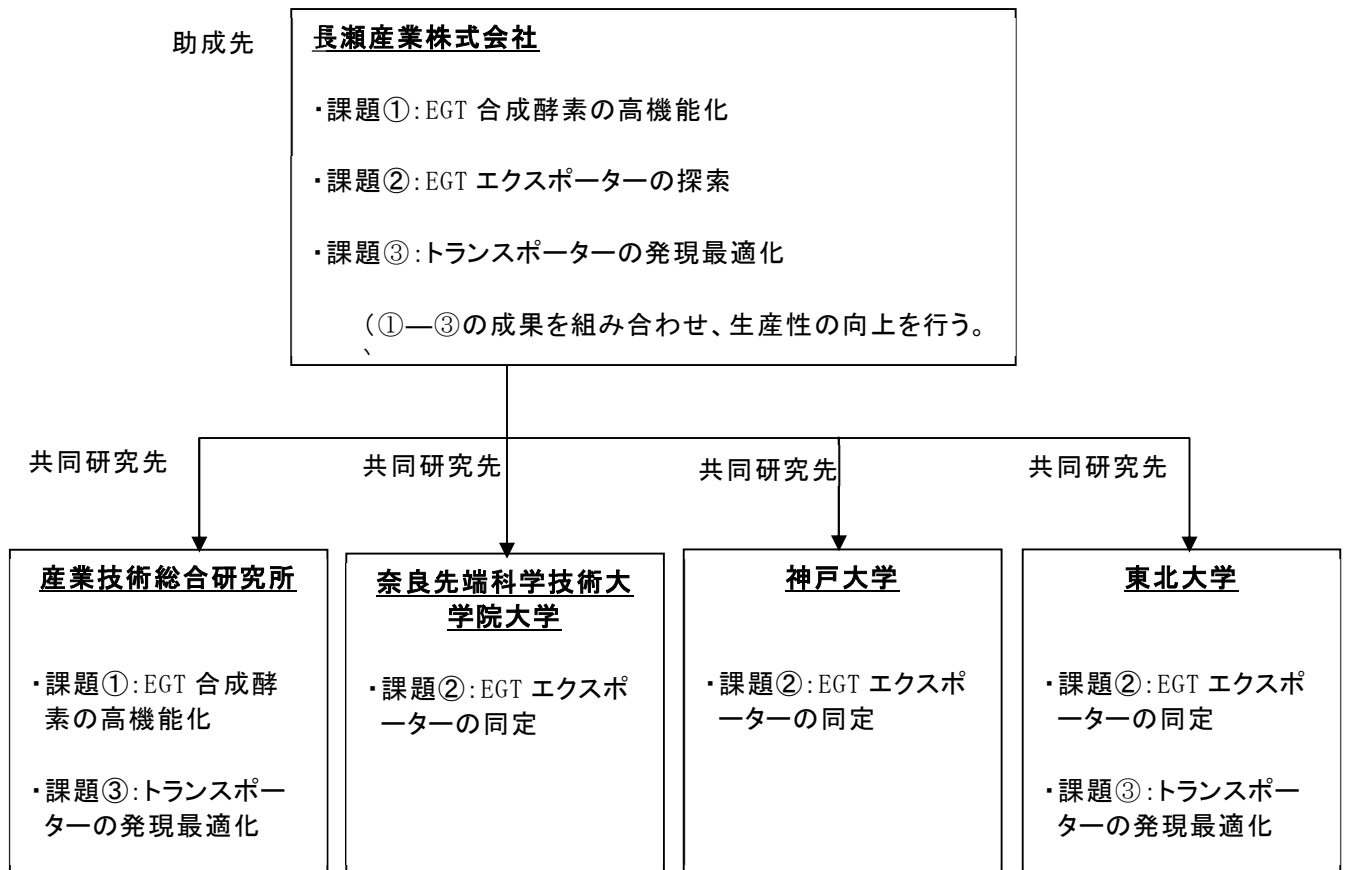 助成先
長瀬産業株式会社
・課題①:EGT 合成酵素の高機能化
・課題②:EGT エクスポーターの探索
・課題③:トランスポーターの発現最適化
（①―③の成果を組み合わせ、生産性の向上を行う。
）
共同研究先
共同研究先
共同研究先
共同研究先
産業技術総合研究所
・課題①:EGT 合成酵
素の高機能化
・課題③:トランスポー
ターの発現最適化
奈良先端科学技術大
学院大学
・課題②:EGT エクスポ
ーターの同定
神戸大学
・課題②:EGT エクスポ
ーターの同定
東北大学
・課題②:EGT エクスポ
ーターの同定
・課題③:トランスポー
ターの発現最適化